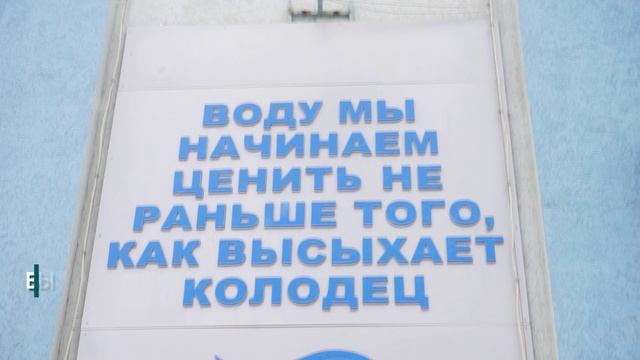 ВОДУ МЫ
НАЧИНАЕМ
ЦЕНИТЬ НЕ
РАНЬШЕ ТОГО,
КАК ВЫСЫХАЕТ
КОЛОДЕЦ